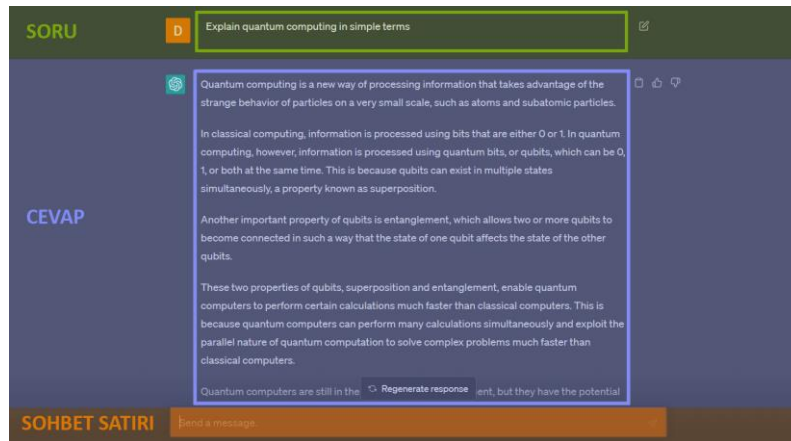 SORU
D
Explain quantum computing in simple terms
Quantum computing is a new way of processing information that takes advantage of the
strange behavior of particles on a very small scale, such as atoms and subatomic particles.
In classical computing, information is processed using bits that are either 0 or 1. In quantum
computing, however, information is processed using quantum bits, or qubits, which can be 0,
1, or both at the same time. This is because qubits can exist in multiple states
simultaneously, a property known as superposition.
CEVAP
Another important property of qubits is entanglement, which allows two or more qubits to
become connected in such a way that the state of one qubit affects the state of the other
qubits.
These two properties of qubits, superposition and entanglement, enable quantum
computers to perform certain calculations much faster than classical computers. This is
because quantum computers can perform many calculations simultaneously and exploit the
parallel nature of quantum computation to solve complex problems much faster than
classical computers.
Quantum computers are still in the
Regenerate response
ent, but they have the potential
SOHBET SATIRI
Send a message.